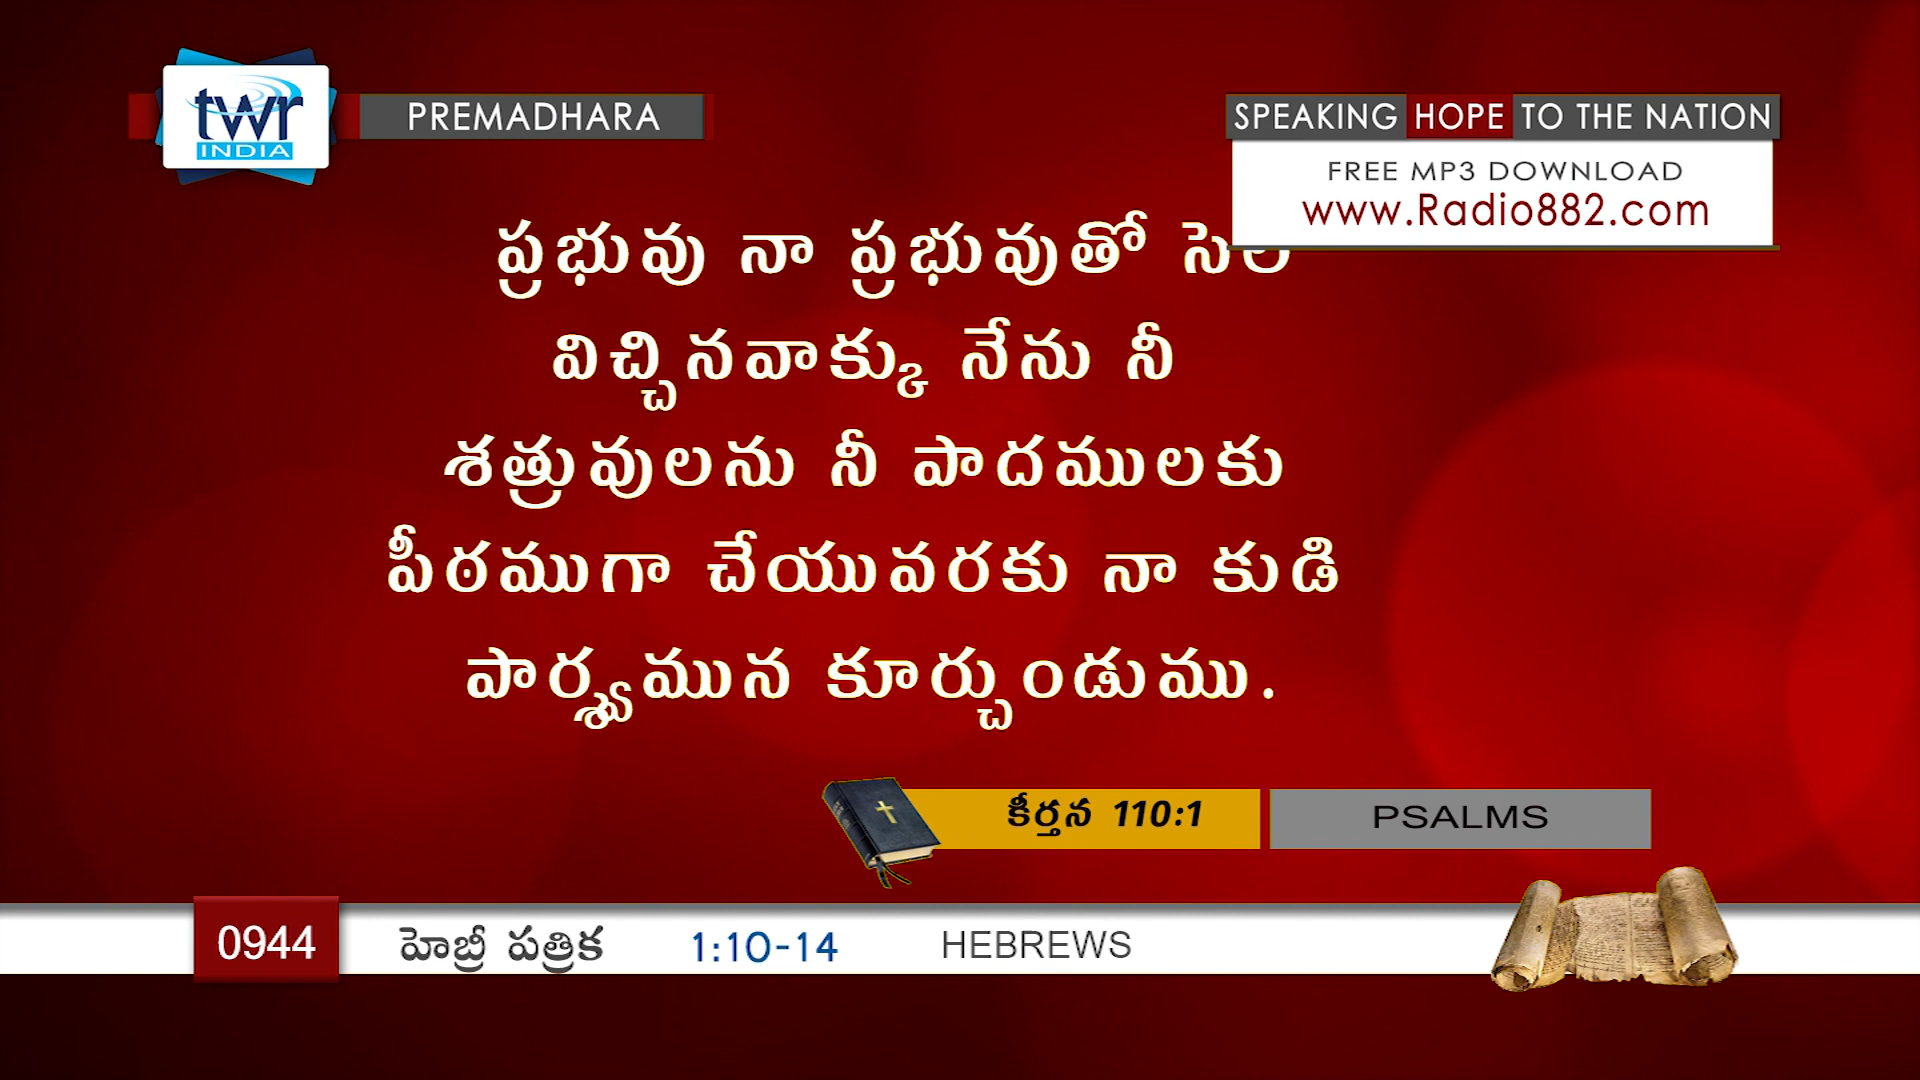 twr
INDIA
PREMADHARA
SPEAKING HOPE TO THE NATION
FREE MP3 DOWNLOAD
www.Radio882.com
ప్రభువు నా ప్రభువుతో
విచ్చినవాక్కు నేను నీ
శత్రువులను నీ పాదములకు
పీఠముగా చేయువరకు నా కుడి
పార్శ్వమున కూర్చుండుము.
కీర్తన 110:1
PSALMS
0944 హెబ్రీ పత్రిక 1:10-14 HEBREWS